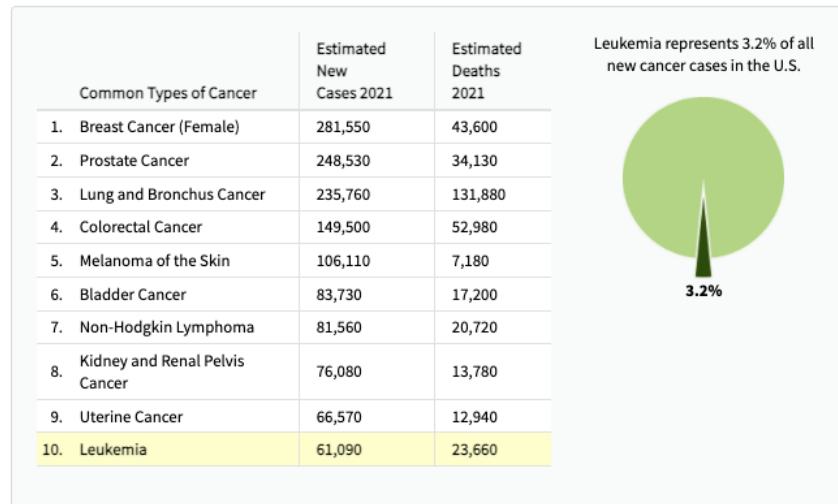 Estimated New Cases 2021
Estimated Deaths 2021
Common Types of Cancer
1. Breast Cancer (Female) 281,550 43,600
2. Prostate Cancer 248,530 34,130
3. Lung and Bronchus Cancer 235,760 131,880
4. Colorectal Cancer 149,500 52,980
5. Melanoma of the Skin 106,110 7,180
6. Bladder Cancer 83,730 17,200
7. Non-Hodgkin Lymphoma 81,560 20,720
8. Kidney and Renal Pelvis Cancer 76,080 13,780
9. Uterine Cancer 66,570 12,940
10. Leukemia 61,090 23,660
Leukemia represents 3.2% of all
new cancer cases in the U.S.
3.2%